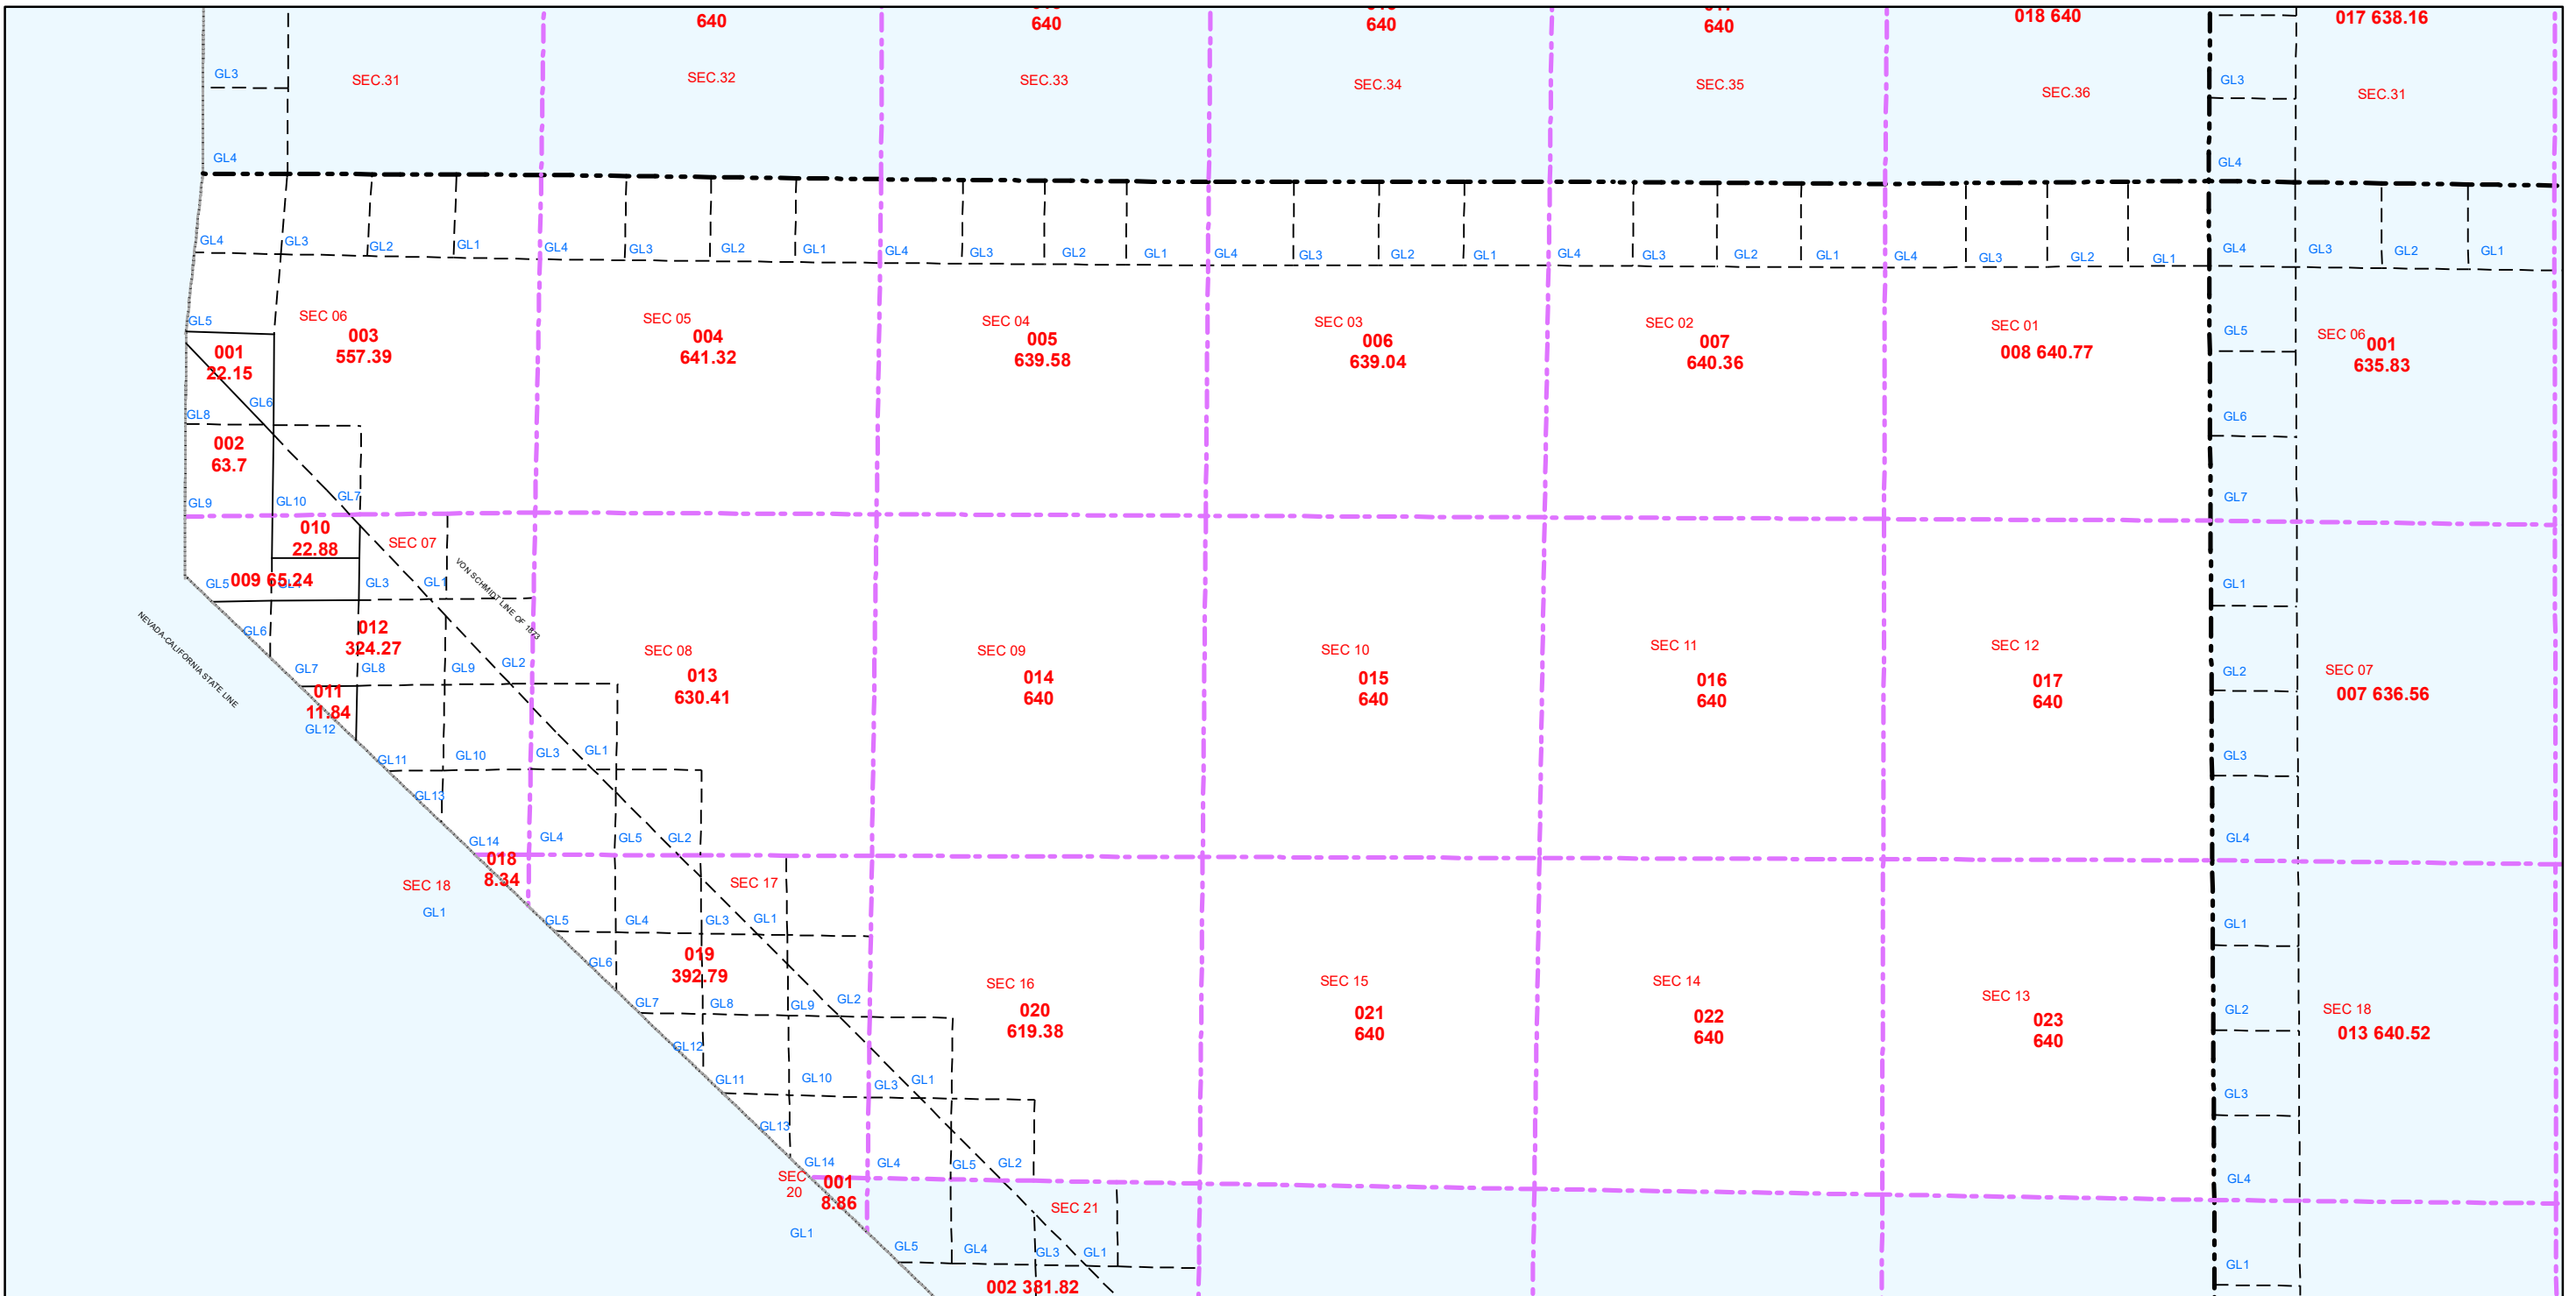 640
640
640
640
018 640
017 638.16
GL3
SEC.31
SEC.32
SEC.33
SEC.34
SEC.35
SEC.36
GL3
SEC.31
GL4
GL4
GL4
GL3
GL2
GL1
GL4
GL3
GL2
GL1
GL4
GL3
GL2
GL1
GL4
GL3
GL2
GL1
GL4
GL3
GL2
GL1
GL4
GL3
GL2
GL1
GL4
GL3
GL2
GL1
GL5
SEC 06
003
557.39
SEC 05
004
641.32
SEC 04
005
639.58
SEC 03
006
639.04
SEC 02
007
640.36
SEC 01
008 640.77
GL5
SEC 06
001
635.83
001
22.15
GL6
GL8
GL6
002
63.7
GL9
GL10
GL7
GL7
010
22.88
SEC 07
VON SCHMIDT LINE OF 1873
GL5
009 65.24
GL3
GL1
GL1
NEVADA-CALIFORNIA STATE LINE
GL6
012
324.27
GL7
GL8
GL9
GL2
SEC 08
013
630.41
SEC 09
014
640
SEC 10
015
640
SEC 11
016
640
SEC 12
017
640
GL2
SEC 07
007 636.56
011
11.84
GL12
GL11
GL10
GL3
GL1
GL3
GL13
GL14
GL4
GL5
GL2
GL4
018
8.34
SEC 18
GL1
SEC 17
GL5
GL4
GL3
GL1
GL1
019
392.79
GL6
GL7
GL8
GL9
GL2
SEC 16
020
619.38
SEC 15
021
640
SEC 14
022
640
SEC 13
023
640
GL2
SEC 18
013 640.52
GL12
GL11
GL10
GL3
GL1
GL3
GL13
GL14
GL4
GL5
GL2
GL4
SEC
20
001
8.86
GL1
SEC 21
GL5
GL4
GL3
GL1
GL1
002 381.82